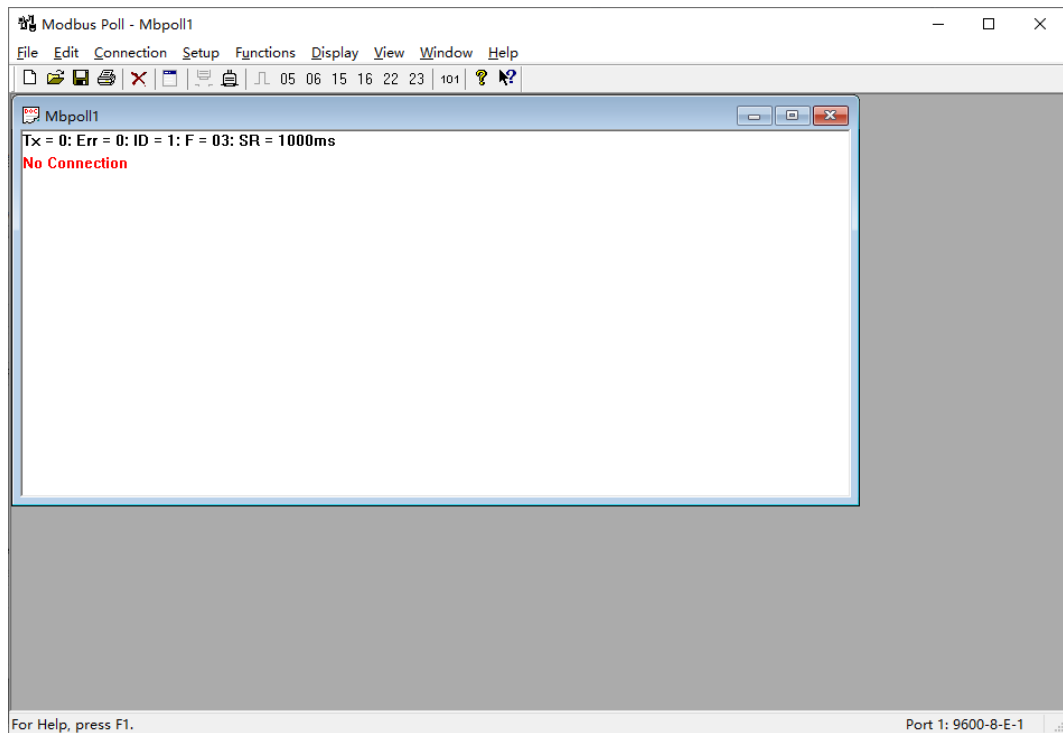 Modbus Poll - Mbpoll1
File Edit Connection Setup Functions Display View Window Help
05 06 15 16 22 23 101
Mbpoll1
Tx = 0: Err = 0: ID = 1: F = 03: SR = 1000ms
No Connection
For Help, press F1.
Port 1: 9600-8-E-1